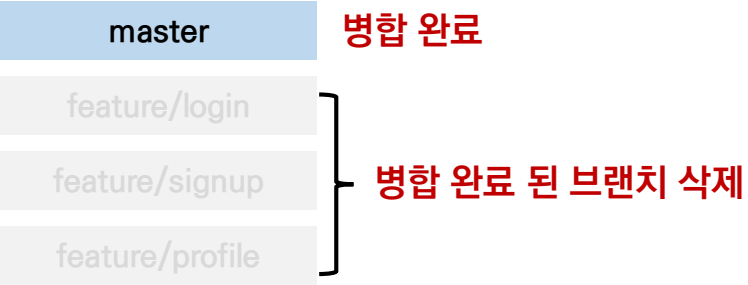 master
병합 완료
feature/login
feature/signup
병합 완료 된 브랜치 삭제
feature/profile